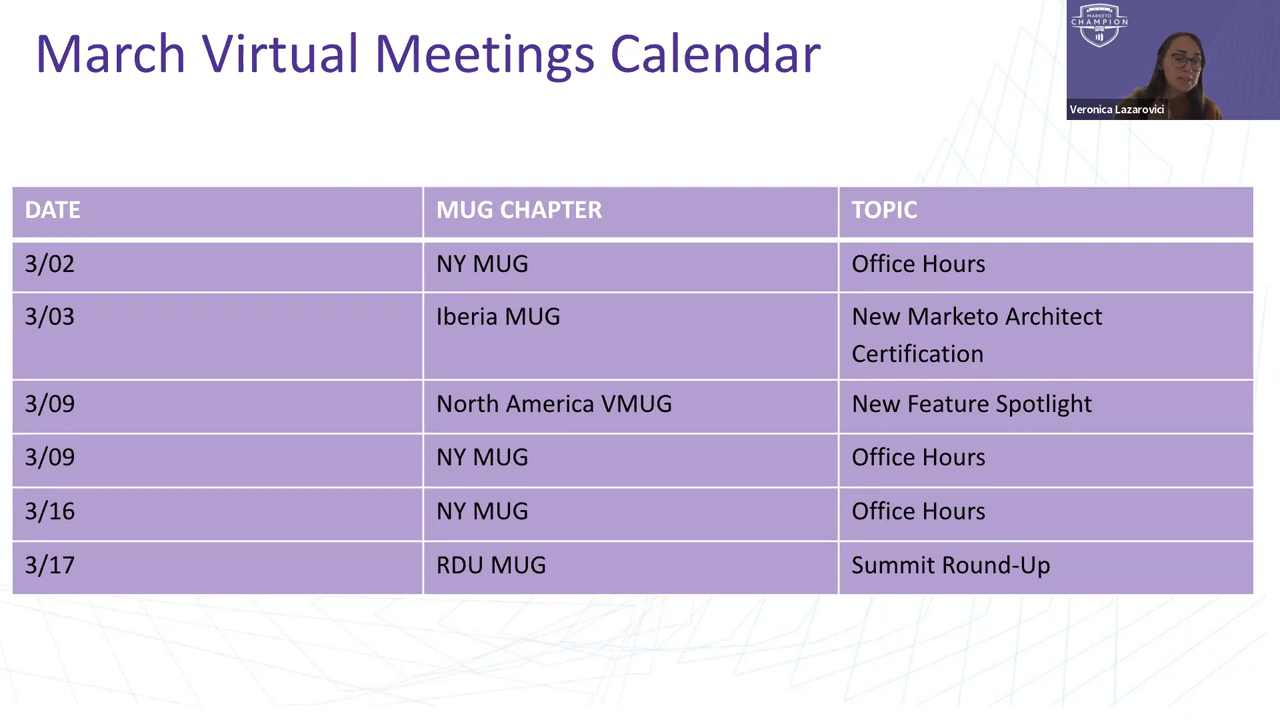 March Virtual Meetings Calendar
MARKETO
CHAMPION
Veronica Lazarovici
DATE MUG CHAPTER TOPIC
3/02 NY MUG Office Hours
3/03 Iberia MUG New Marketo Architect
Certification
3/09 North America VMUG New Feature Spotlight
3/09 NY MUG Office Hours
3/16 NY MUG Office Hours
3/17 RDU MUG Summit Round-Up